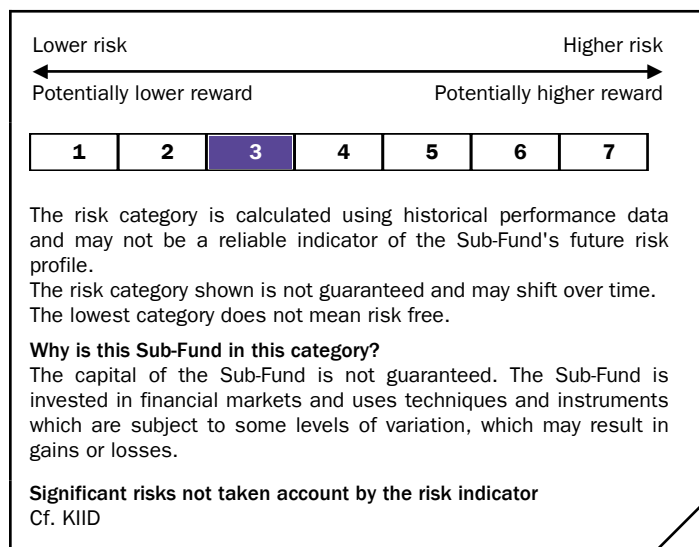 Lower risk Higher risk
Potentially lower reward Potentially higher reward
1 2 3 4 5 6 7
The risk category is calculated using historical performance data
and may not be a reliable indicator of the Sub-Fund's future risk
profile.
The risk category shown is not guaranteed and may shift over time.
The lowest category does not mean risk free.
Why is this Sub-Fund in this category?
The capital of the Sub-Fund is not guaranteed. The Sub-Fund is
invested in financial markets and uses techniques and instruments
which are subject to some levels of variation, which may result in
gains or losses.
Significant risks not taken account by the risk indicator
Cf. KIID